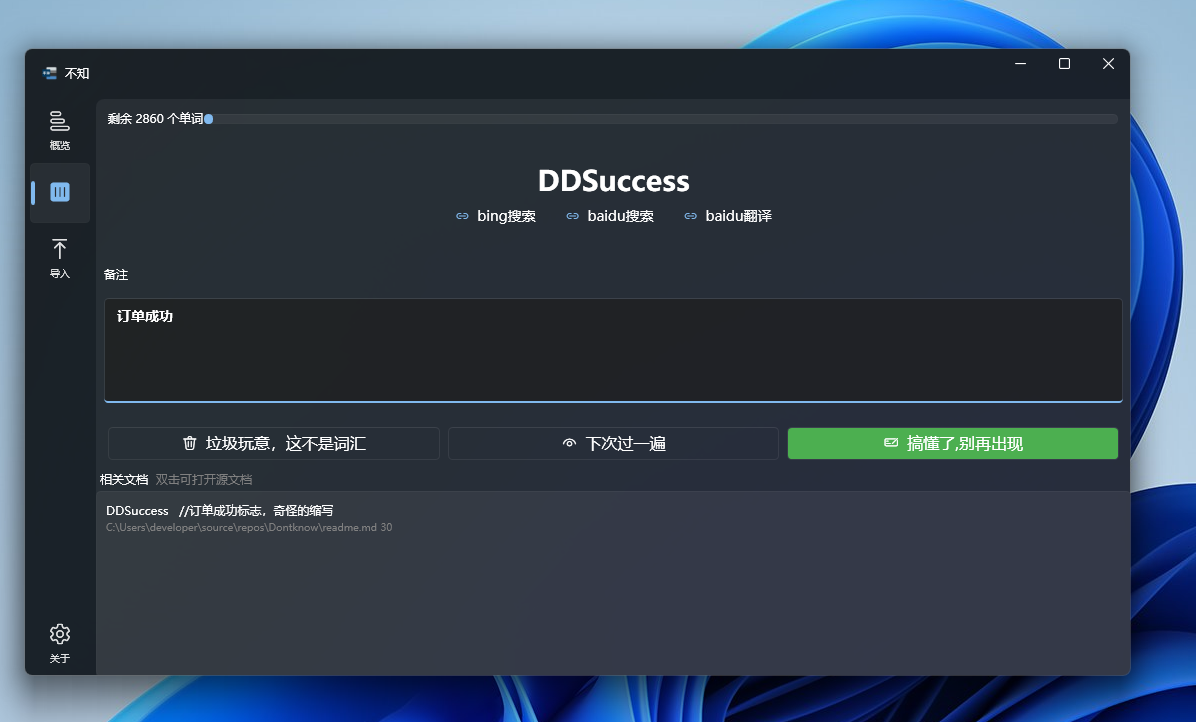 不知
概览
剩余 2860 个单词
DDSuccess
bing搜索 baidu搜索 baidu翻译
导入
备注
订单成功
垃圾玩意，这不是词汇 下次过一遍 搞懂了,别再出现
相关文档 双击可打开源文档
DDSuccess //订单成功标志，奇怪的缩写
C:\Users\developer\source\repos\Dontknow\readme.md 30
关于